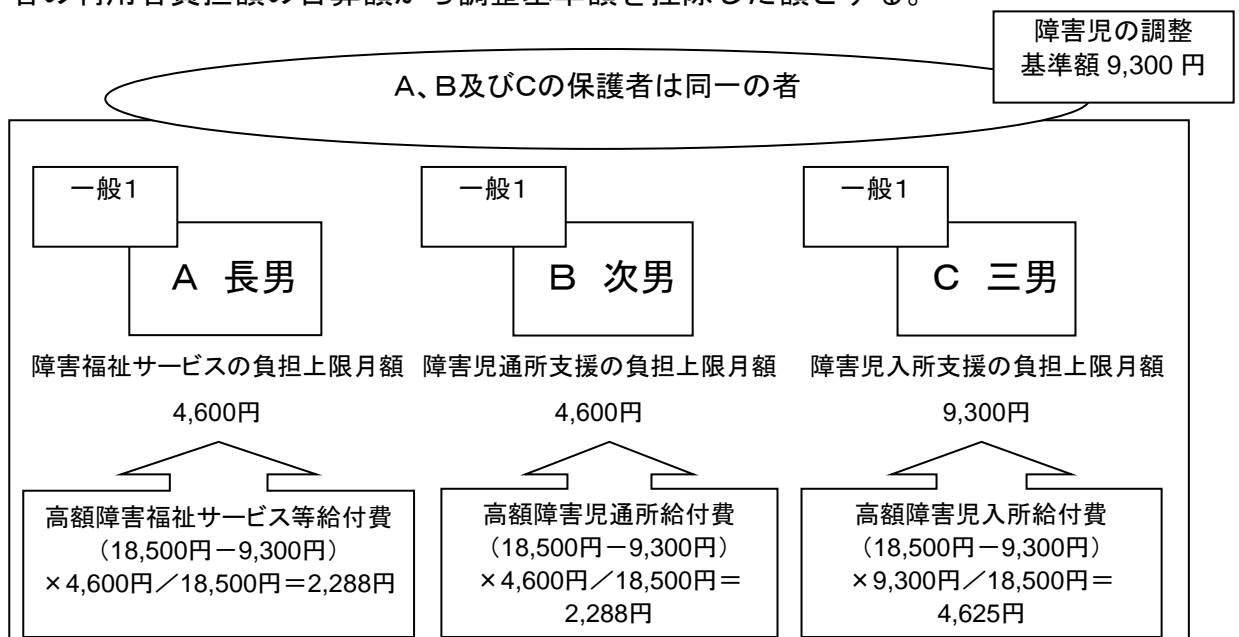 者の利用者負担額の合算額から調整基準額を控除した額とする。
障害児の調整
基準額 9,300 円
A、B及びCの保護者は同一の者
一般1
A 長男
障害福祉サービスの負担上限月額
4,600円
高額障害福祉サービス等給付費
(18,500円-9,300円)
×4,600円/18,500円=2,288円
一般1
B 次男
障害児通所支援の負担上限月額
4,600円
高額障害児通所給付費
(18,500円-9,300円)
×4,600円/18,500円=
2,288円
一般1
C 三男
障害児入所支援の負担上限月額
9,300円
高額障害児入所給付費
(18,500円-9,300円)
×9,300円/18,500円=
4,625円